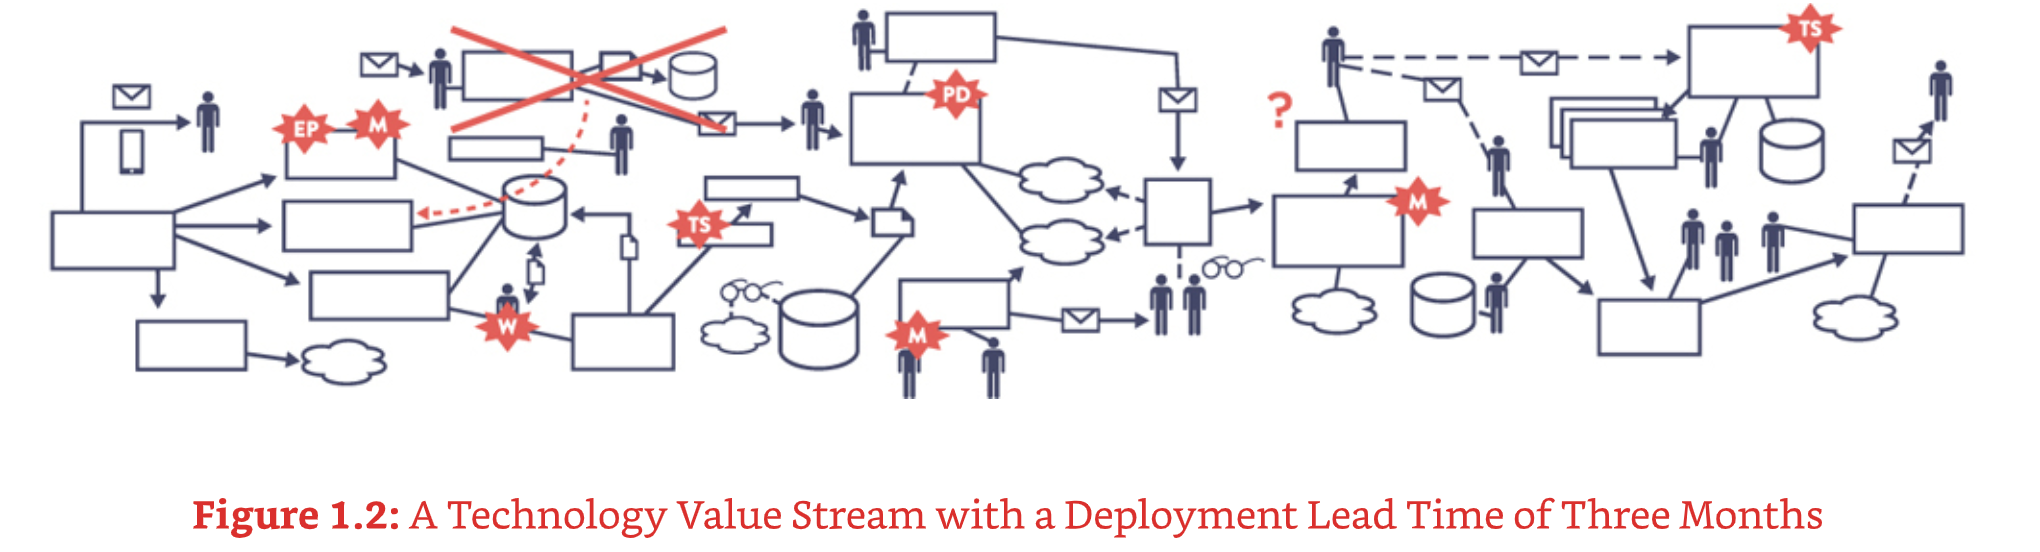 TS
PD
EP
M
?
M
TS
W
M
Figure 1.2: A Technology Value Stream with a Deployment Lead Time of Three Months